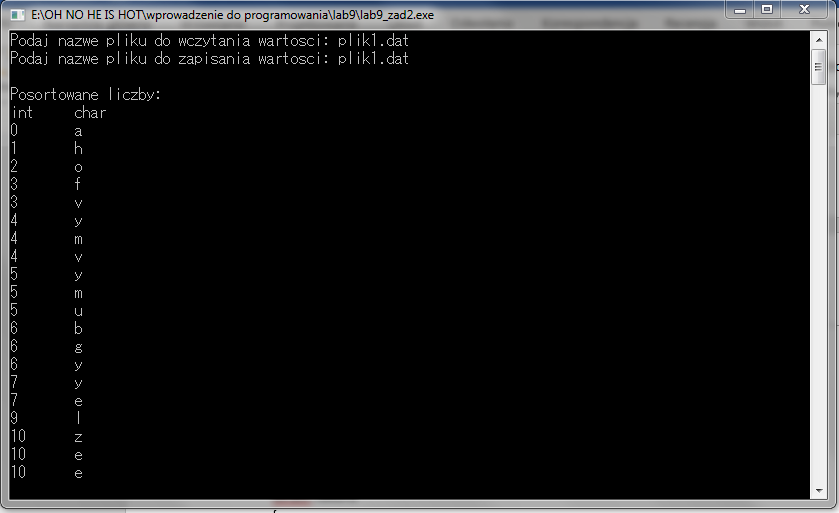 E:\OH NO HE IS HOT\wprowadzenie do programowania\lab9\lab9_zad2.exe
Podaj nazwe pliku do wczytania wartosci: plik1.dat
Podaj nazwe pliku do zapisania wartosci: plik1.dat
Posortowane liczby:
int char
0 a
1 h
2 o
3 f
3 v
4 y
4 m
4 v
5 y
5 m
5 u
6 b
6 g
6 y
7 y
7 e
9 l
10 z
10 e
10 e